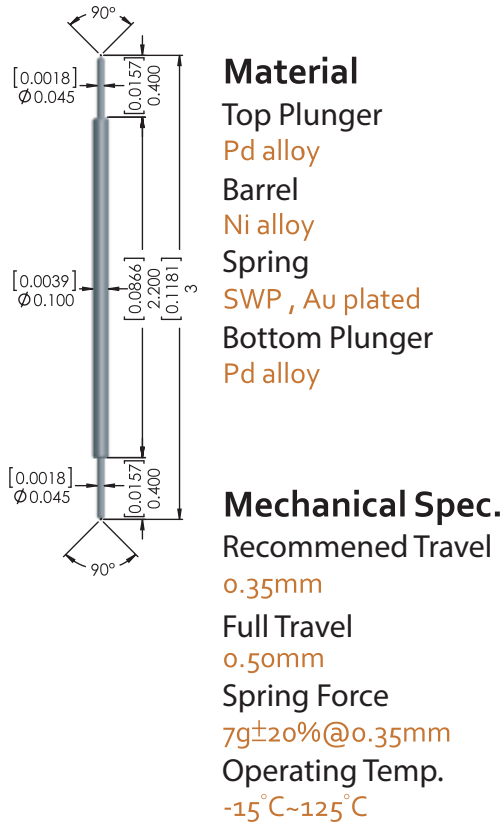 90°
[0.0018]
Ø0.045
[0.0157]
0.400
[0.0039]
Ø0.100
[0.0866]
2.200
[0.1181]
3
[0.0018]
Ø0.045
[0.0157]
0.400
90°
Material
Top Plunger
Pd alloy
Barrel
Ni alloy
Spring
SWP , Au plated
Bottom Plunger
Pd alloy
Mechanical Spec.
Recommened Travel
0.35mm
Full Travel
0.50mm
Spring Force
7g±20%@0.35mm
Operating Temp.
-15°C~125°C